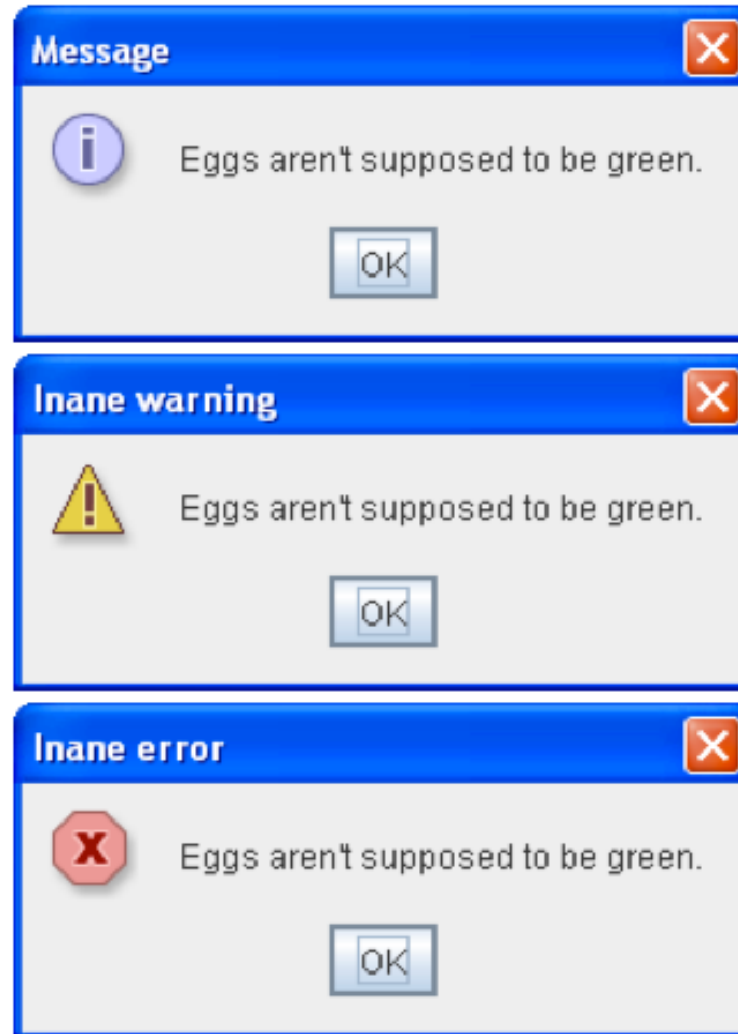 Message
Eggs aren't supposed to be green.
OK
Inane warning
Eggs aren't supposed to be green.
OK
Inane error
Eggs aren't supposed to be green.
OK